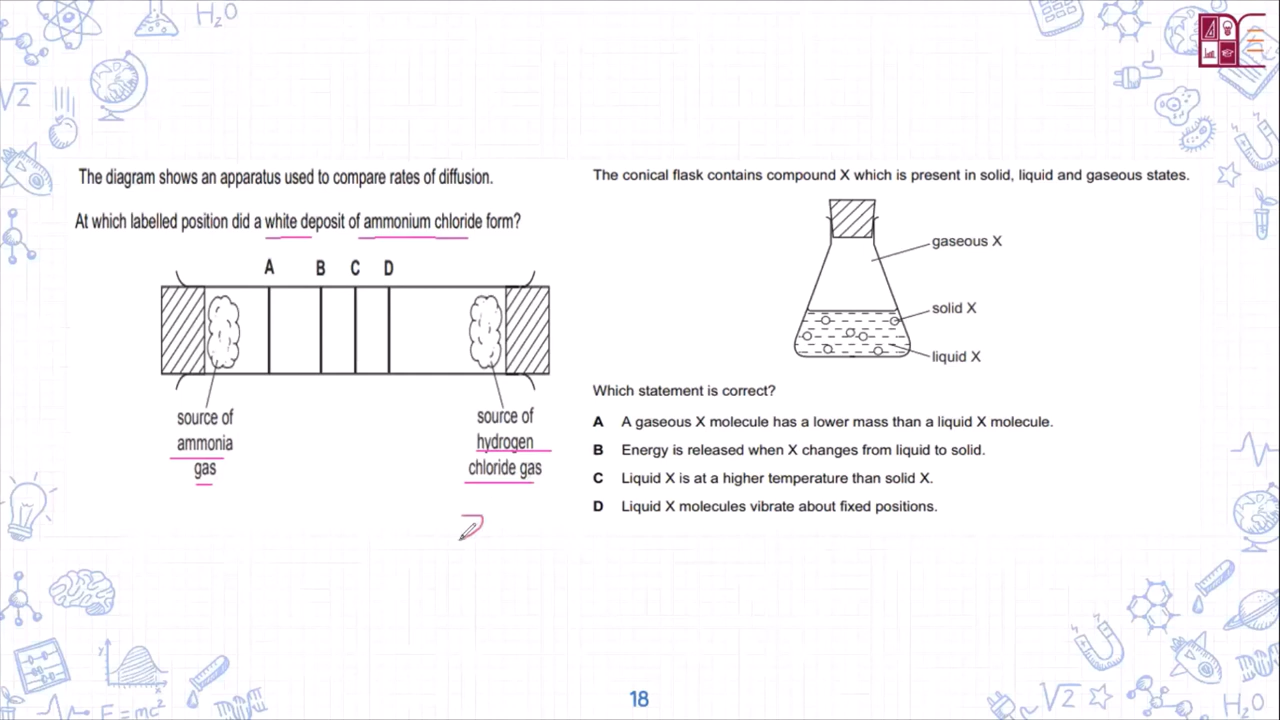 H₂O
√2
The diagram shows an apparatus used to compare rates of diffusion.
At which labelled position did a white deposit of ammonium chloride form?
A B C D
source of
ammonia
gas
source of
hydrogen
chloride gas
The conical flask contains compound X which is present in solid, liquid and gaseous states.
gaseous X
solid X
liquid X
Which statement is correct?
A A gaseous X molecule has a lower mass than a liquid X molecule.
B Energy is released when X changes from liquid to solid.
C Liquid X is at a higher temperature than solid X.
D Liquid X molecules vibrate about fixed positions.
y
x
E=mc²
18
√2
H₂O